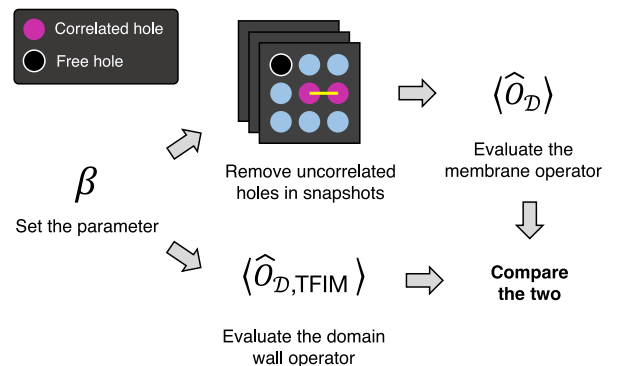 Correlated hole
Free hole
β
Set the parameter
Remove uncorrelated
holes in snapshots
⟨Ô_𝒟⟩
Evaluate the
membrane operator
⟨Ô_𝒟,TFIM⟩
Evaluate the domain
wall operator
Compare
the two